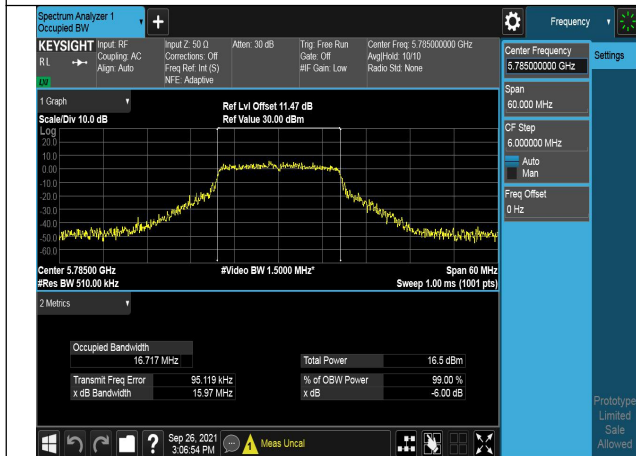 Spectrum Analyzer 1
Occupied BW
Frequency
KEYSIGHT
Input: RF
Input Z: 50 Ω
Atten: 30 dB
Trig: Free Run
Center Freq: 5.785000000 GHz
RL
Coupling: AC
Corrections: Off
Gate: Off
Avg|Hold: 10/10
Align: Auto
Freq Ref: Int (S)
#IF Gain: Low
Radio Std: None
NFE: Adaptive
Center Frequency
5.785000000 GHz
Settings
Span
60.000 MHz
CF Step
6.000000 MHz
Auto
Man
Freq Offset
0 Hz
1 Graph
Ref Lvl Offset 11.47 dB
Scale/Div 10.0 dB
Ref Value 30.00 dBm
Log
20.0
10.0
0.00
-10.0
-20.0
-30.0
-40.0
-50.0
-60.0
Center 5.78500 GHz
#Video BW 1.5000 MHz*
Span 60 MHz
#Res BW 510.00 kHz
Sweep 1.00 ms (1001 pts)
2 Metrics
Occupied Bandwidth
16.717 MHz
Total Power
16.5 dBm
Transmit Freq Error
95.119 kHz
% of OBW Power
99.00 %
x dB Bandwidth
15.97 MHz
x dB
-6.00 dB
Prototype
Limited
Sale
Allowed
?
Sep 26, 2021
3:06:54 PM
Meas Uncal